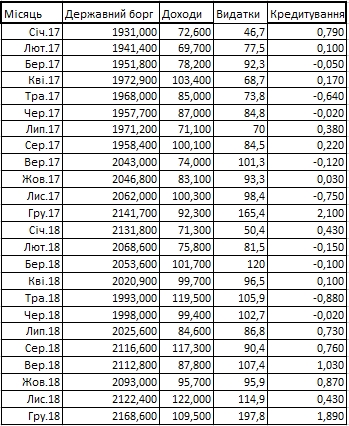 Місяць Державний борг Доходи Видатки Кредитування
Січ.17 1931,000 72,600 46,7 0,790
Лют.17 1941,400 69,700 77,5 0,100
Бер.17 1951,800 78,200 92,3 -0,050
Кві.17 1972,900 103,400 68,7 0,170
Тра.17 1968,000 85,000 73,8 -0,640
Чер.17 1957,700 87,000 84,8 -0,020
Лип.17 1971,200 71,100 70 0,380
Сер.17 1958,400 100,100 84,5 0,220
Вер.17 2043,000 74,000 101,3 -0,120
Жов.17 2046,800 83,100 93,3 0,030
Лис.17 2062,000 100,300 98,4 -0,750
Гру.17 2141,700 92,300 165,4 2,100
Січ.18 2131,800 71,300 50,4 0,430
Лют.18 2068,600 75,800 81,5 -0,150
Бер.18 2053,600 101,700 120 -0,100
Кві.18 2020,900 99,700 96,5 0,100
Тра.18 1993,000 119,500 105,9 -0,880
Чер.18 1998,000 99,400 102,7 -0,020
Лип.18 2025,600 84,600 86,8 0,730
Сер.18 2116,600 117,300 90,4 0,760
Вер.18 2112,800 87,800 107,4 1,030
Жов.18 2093,000 95,700 95,9 0,870
Лис.18 2122,400 122,000 114,9 0,430
Гру.18 2168,600 109,500 197,8 1,890